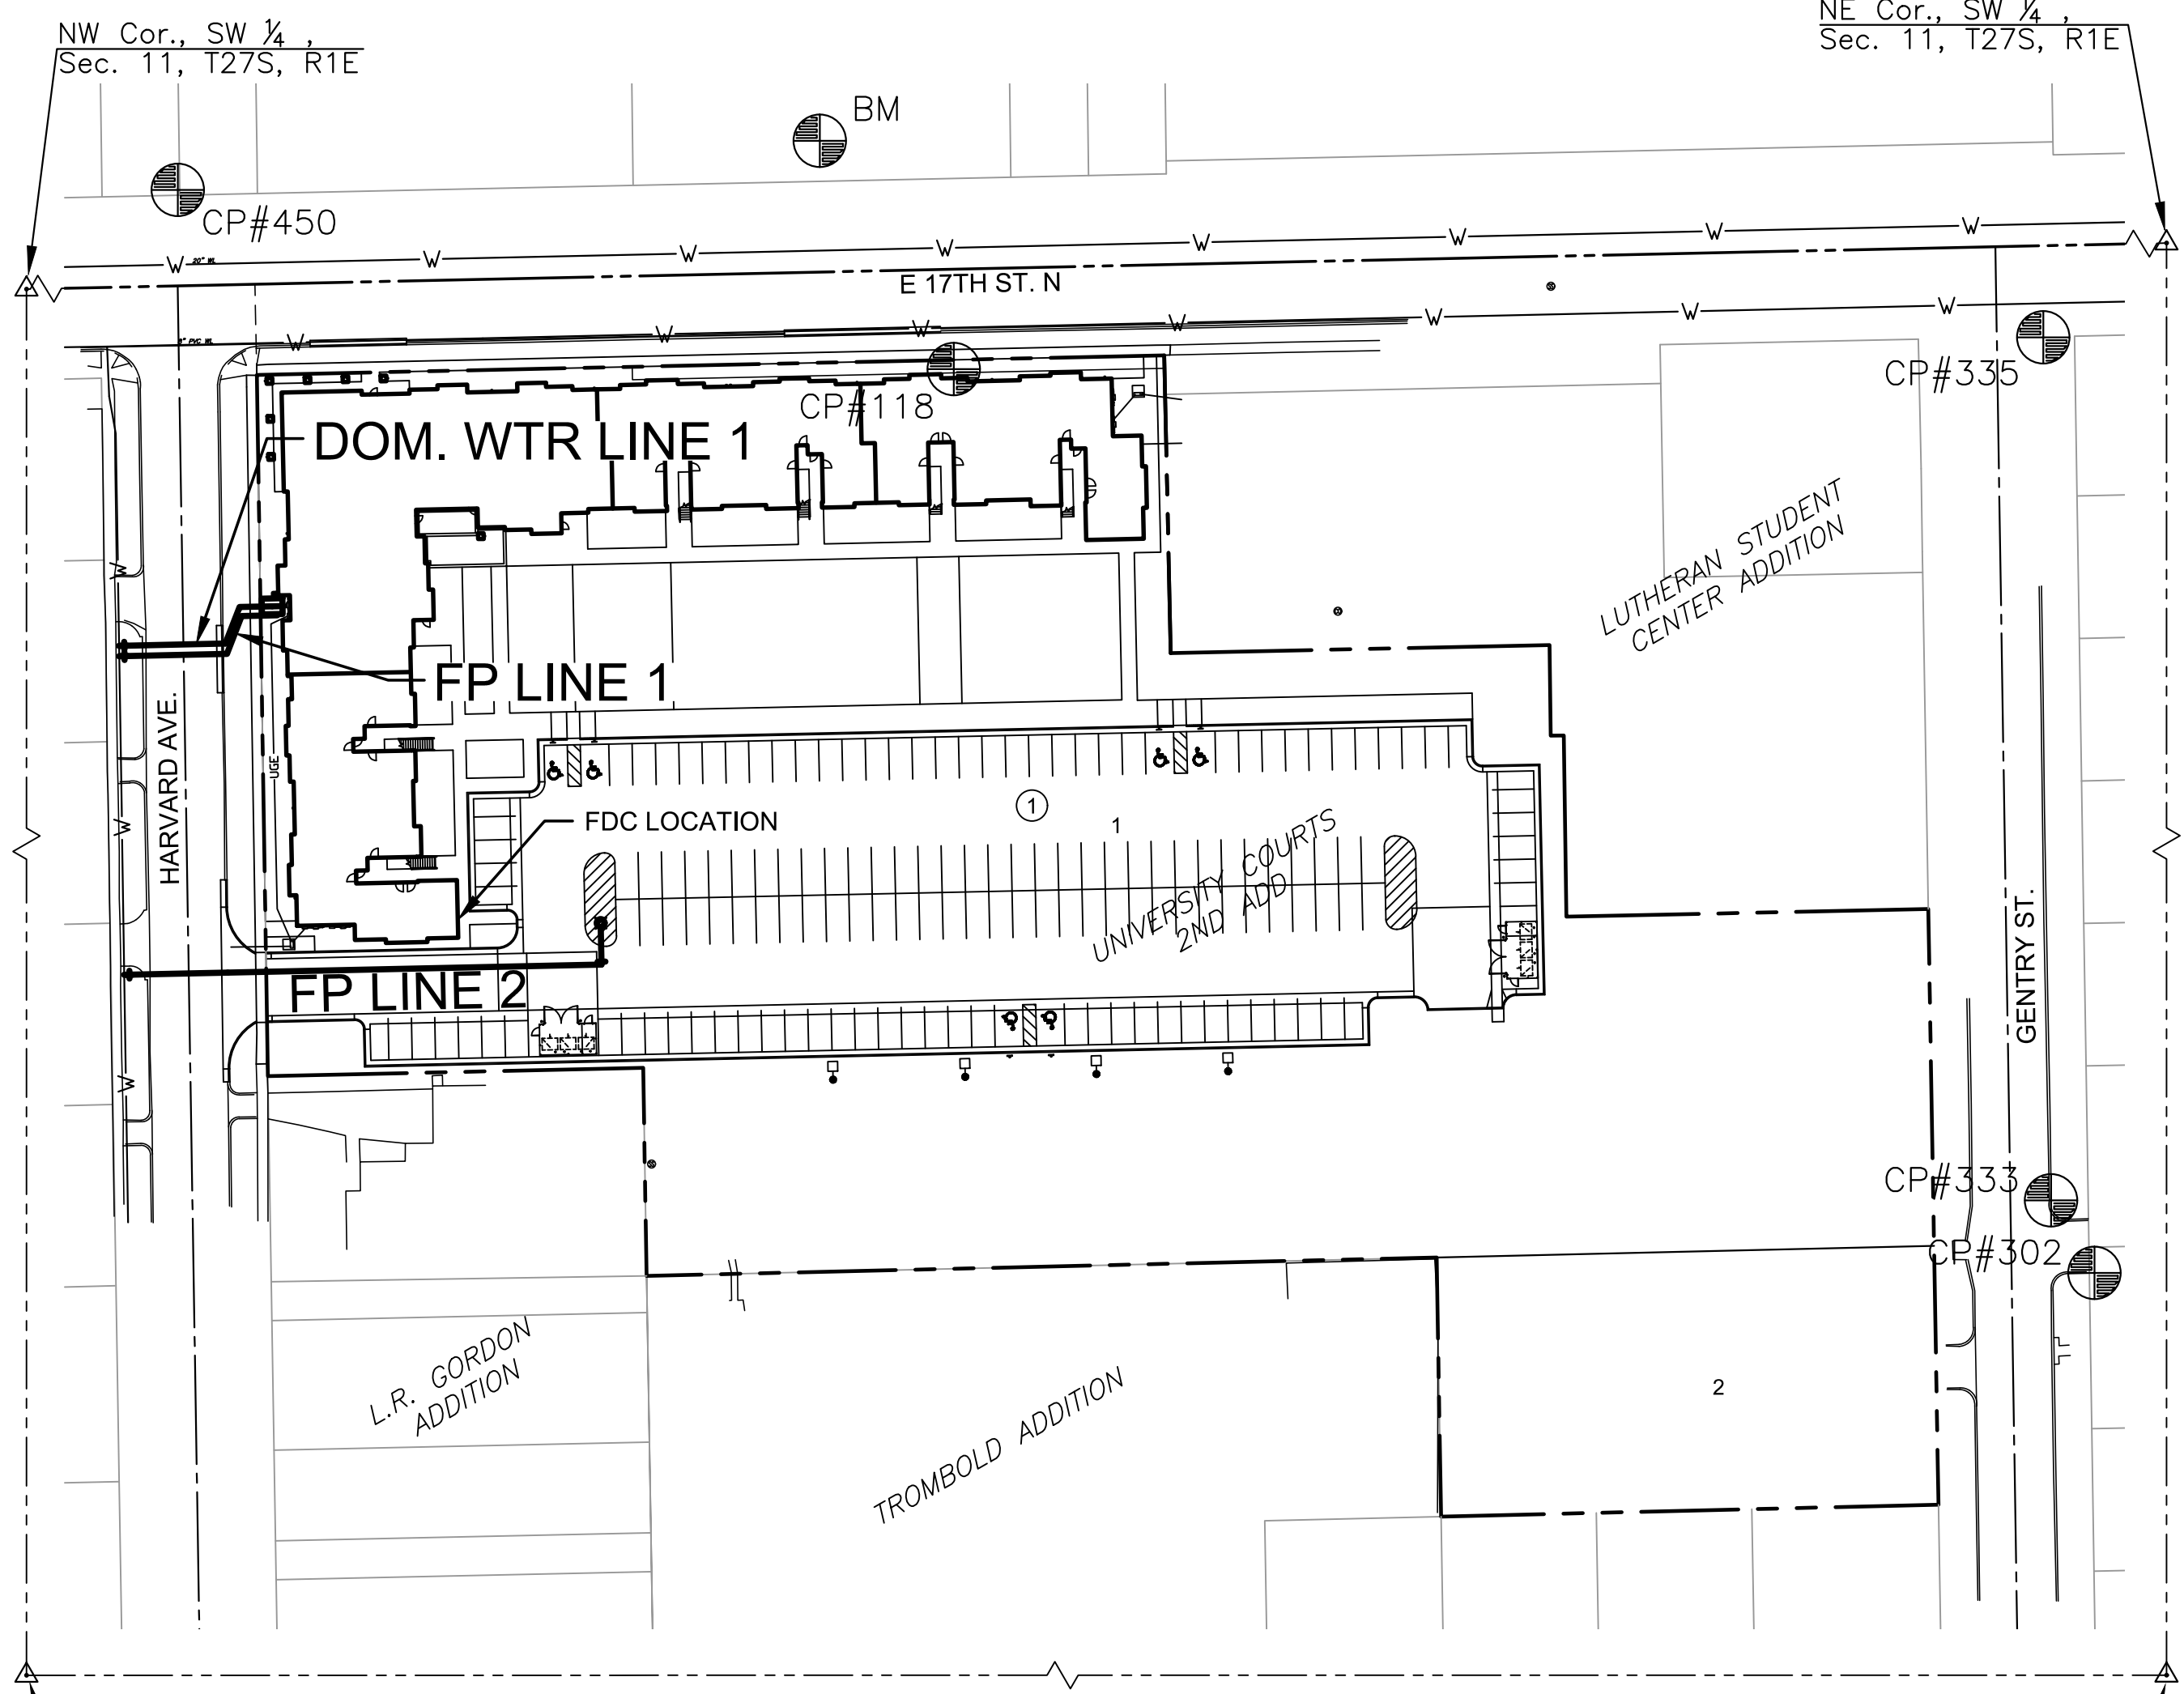 NW Cor., SW ¼ ,
Sec. 11, T27S, R1E
NE Cor., SW ¼ ,
Sec. 11, T27S, R1E
BM
CP#450
W W W W W W W W
20" WL
E 17TH ST. N
W W W W W W W
CP#335
CP#118
DOM. WTR LINE 1
LUTHERAN STUDENT
CENTER ADDITION
W
FP LINE 1
HARVARD AVE.
UGE
W
FDC LOCATION
1
1
UNIVERSITY COURTS
2ND ADD
GENTRY ST.
FP LINE 2
W
CP#333
CP#302
L.R. GORDON
ADDITION
TROMBOLD ADDITION
2